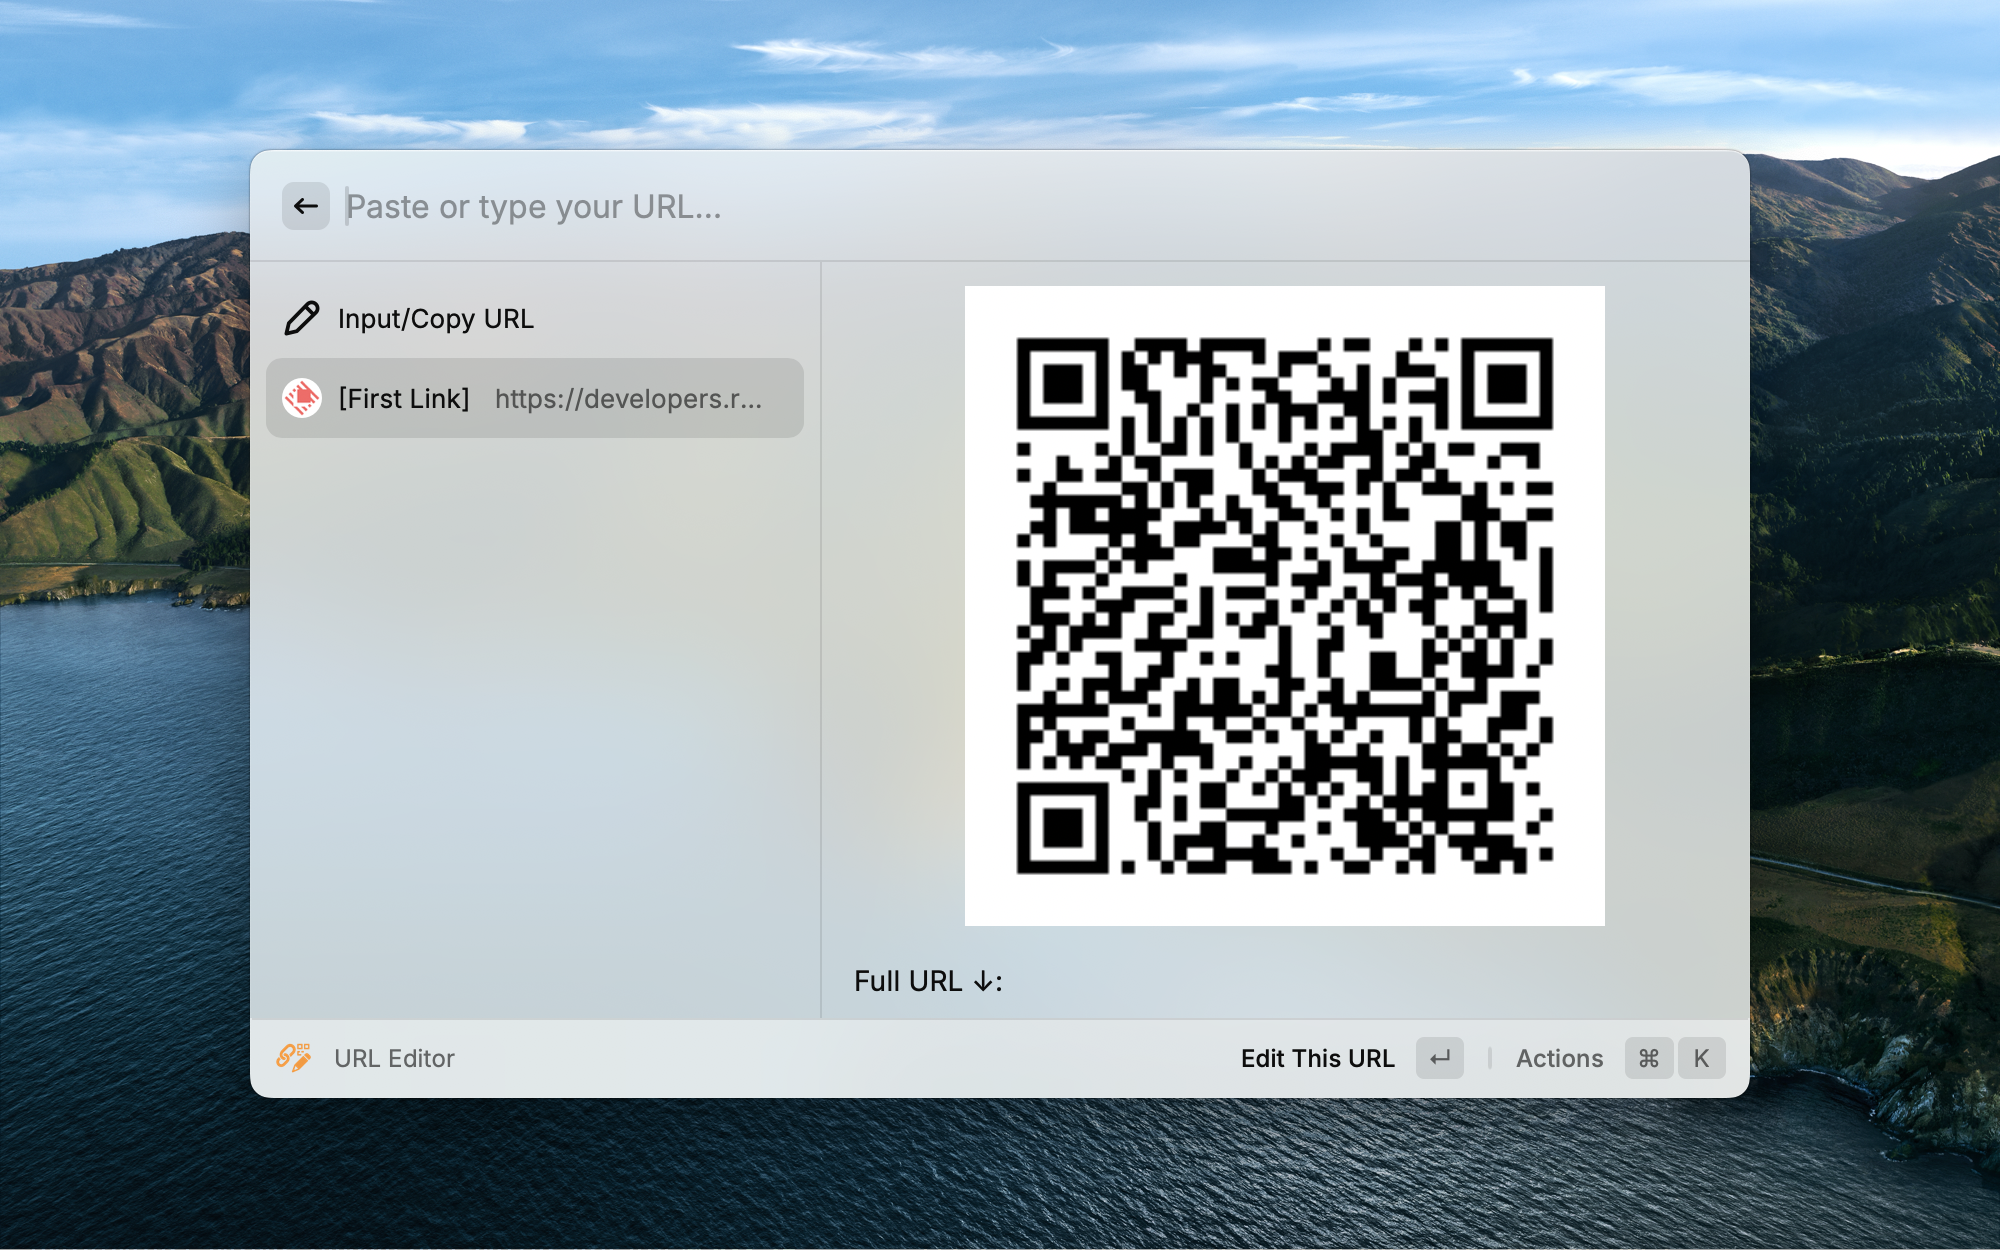 Paste or type your URL...
Input/Copy URL
[First Link] https://developers.r...
Full URL ↓:
URL Editor
Edit This URL ↵ Actions ⌘ K